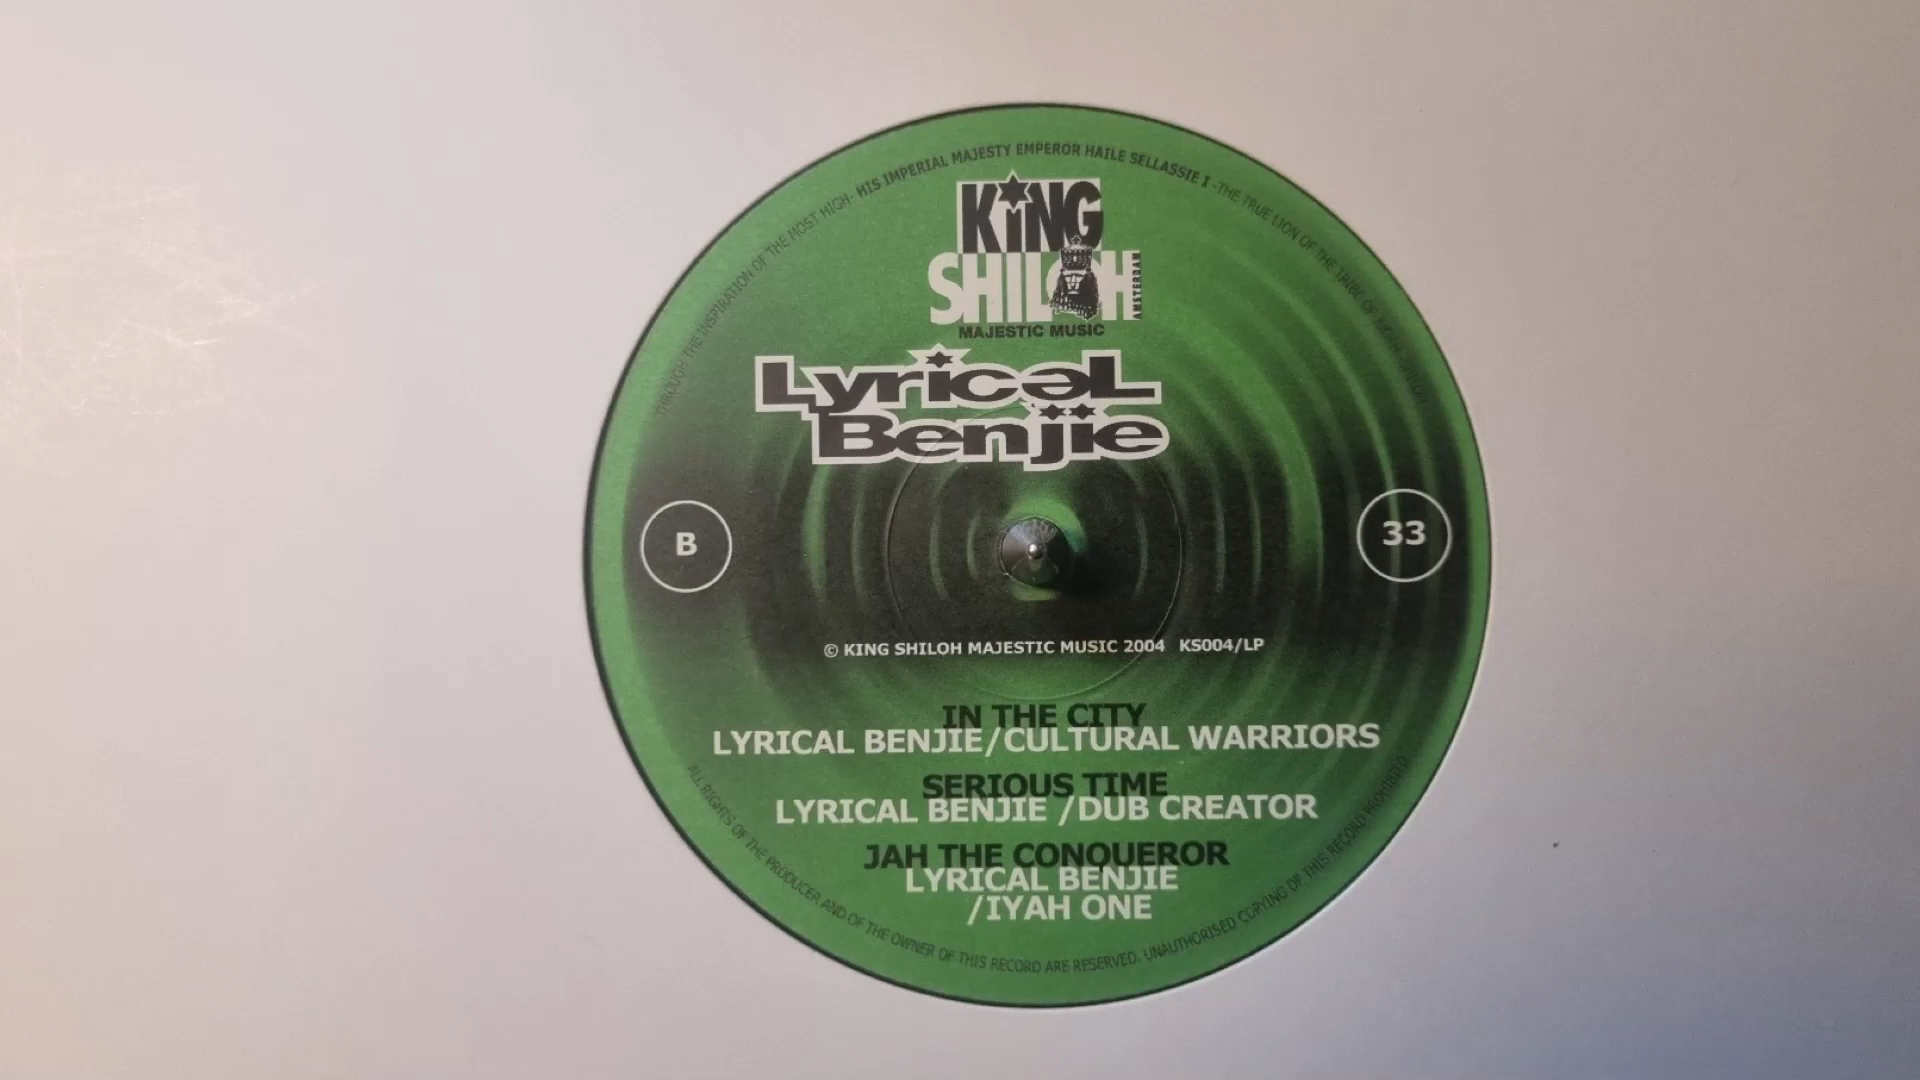 THROUGH THE INSPIRATION OF THE MOST HIGH- HIS IMPERIAL MAJESTY EMPEROR HAILE SELLASSIE I -THE TRUE LION OF THE TRIBE OF
KiNG
SHILOH
AMSTERDAM
MAJESTIC MUSIC
LyricaL
Benjie
B
33
© KING SHILOH MAJESTIC MUSIC 2004 KS004/LP
IN THE CITY
LYRICAL BENJIE/CULTURAL WARRIORS
SERIOUS TIME
LYRICAL BENJIE /DUB CREATOR
JAH THE CONQUEROR
LYRICAL BENJIE
/IYAH ONE
ALL RIGHTS OF THE PRODUCER AND OF THE OWNER OF THIS RECORD ARE RESERVED. UNAUTHORISED COPYING OF THIS RECORD PROHIBITD